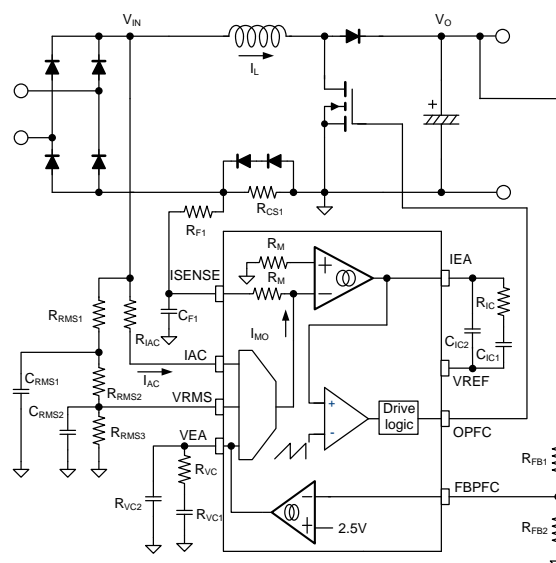 VIN
VO
IL
+
RCS1
RF1
ISENSE
RM
RM
+
-
IEA
CF1
RRMS1
RIAC
IMO
RIC
CIC2
CIC1
IAC
IAC
VREF
CRMS1
RRMS2
VRMS
CRMS2
RRMS3
VEA
+
-
Drive
logic
OPFC
RVC
RVC2
RVC1
FBPFC
-
+
2.5V
RFB1
RFB2